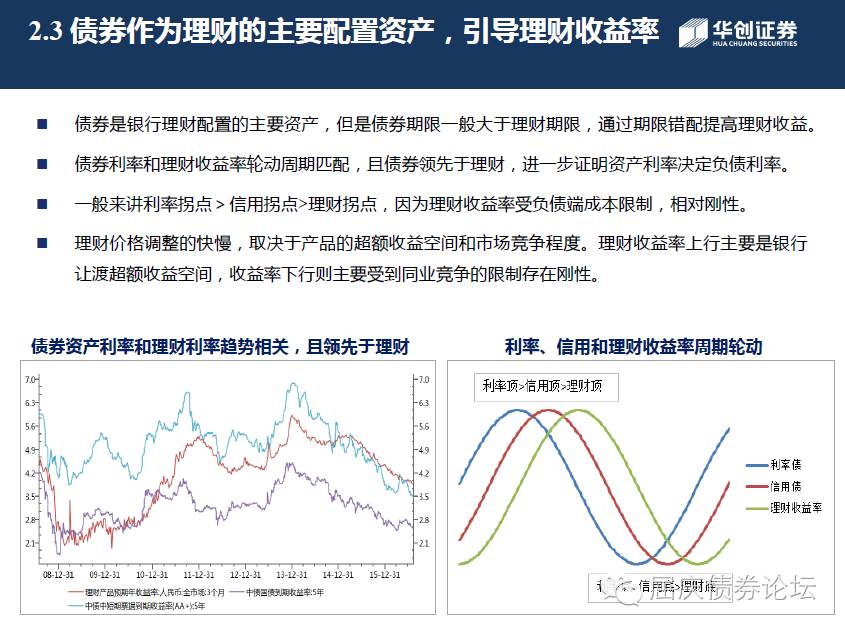 2.3 债券作为理财的主要配置资产，引导理财收益率
华创证券
HUA CHUANG SECURITIES
■ 债券是银行理财配置的主要资产，但是债券期限一般大于理财期限，通过期限错配提高理财收益。
■ 债券利率和理财收益率轮动周期匹配，且债券领先于理财，进一步证明资产利率决定负债利率。
■ 一般来讲利率拐点＞信用拐点>理财拐点，因为理财收益率受负债端成本限制，相对刚性。
■ 理财价格调整的快慢，取决于产品的超额收益空间和市场竞争程度。理财收益率上行主要是银行
让渡超额收益空间，收益率下行则主要受到同业竞争的限制存在刚性。
债券资产利率和理财利率趋势相关，且领先于理财
7.0 7.0
6.3 6.3
5.6 5.6
4.9 4.9
4.2 4.2
3.5 3.5
2.8 2.8
2.1 2.1
08-12-31 09-12-31 10-12-31 11-12-31 12-12-31 13-12-31 14-12-31 15-12-31
理财产品预期年收益率:人民币:全市场:3个月 中债国债到期收益率:5年
中债中短期票据到期收益率(AA+):5年
利率、信用和理财收益率周期轮动
利率顶>信用顶>理财顶
利率债
信用债
理财收益率
信用底>理财底
屈庆债券论坛